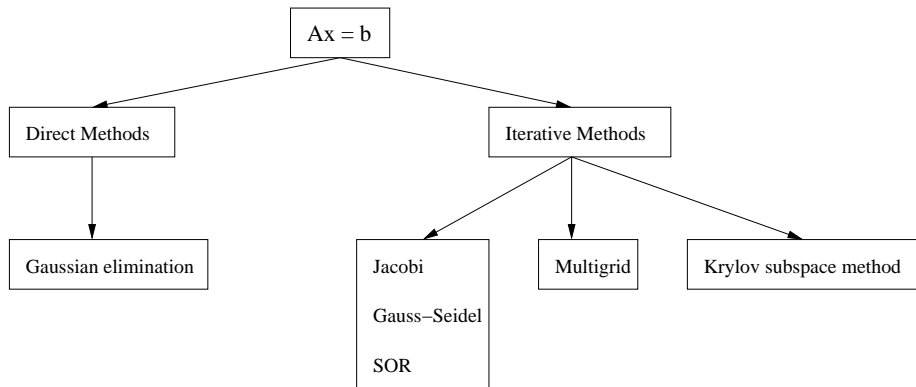 Ax = b
Direct Methods
Iterative Methods
Gaussian elimination
Jacobi
Gauss−Seidel
SOR
Multigrid
Krylov subspace method